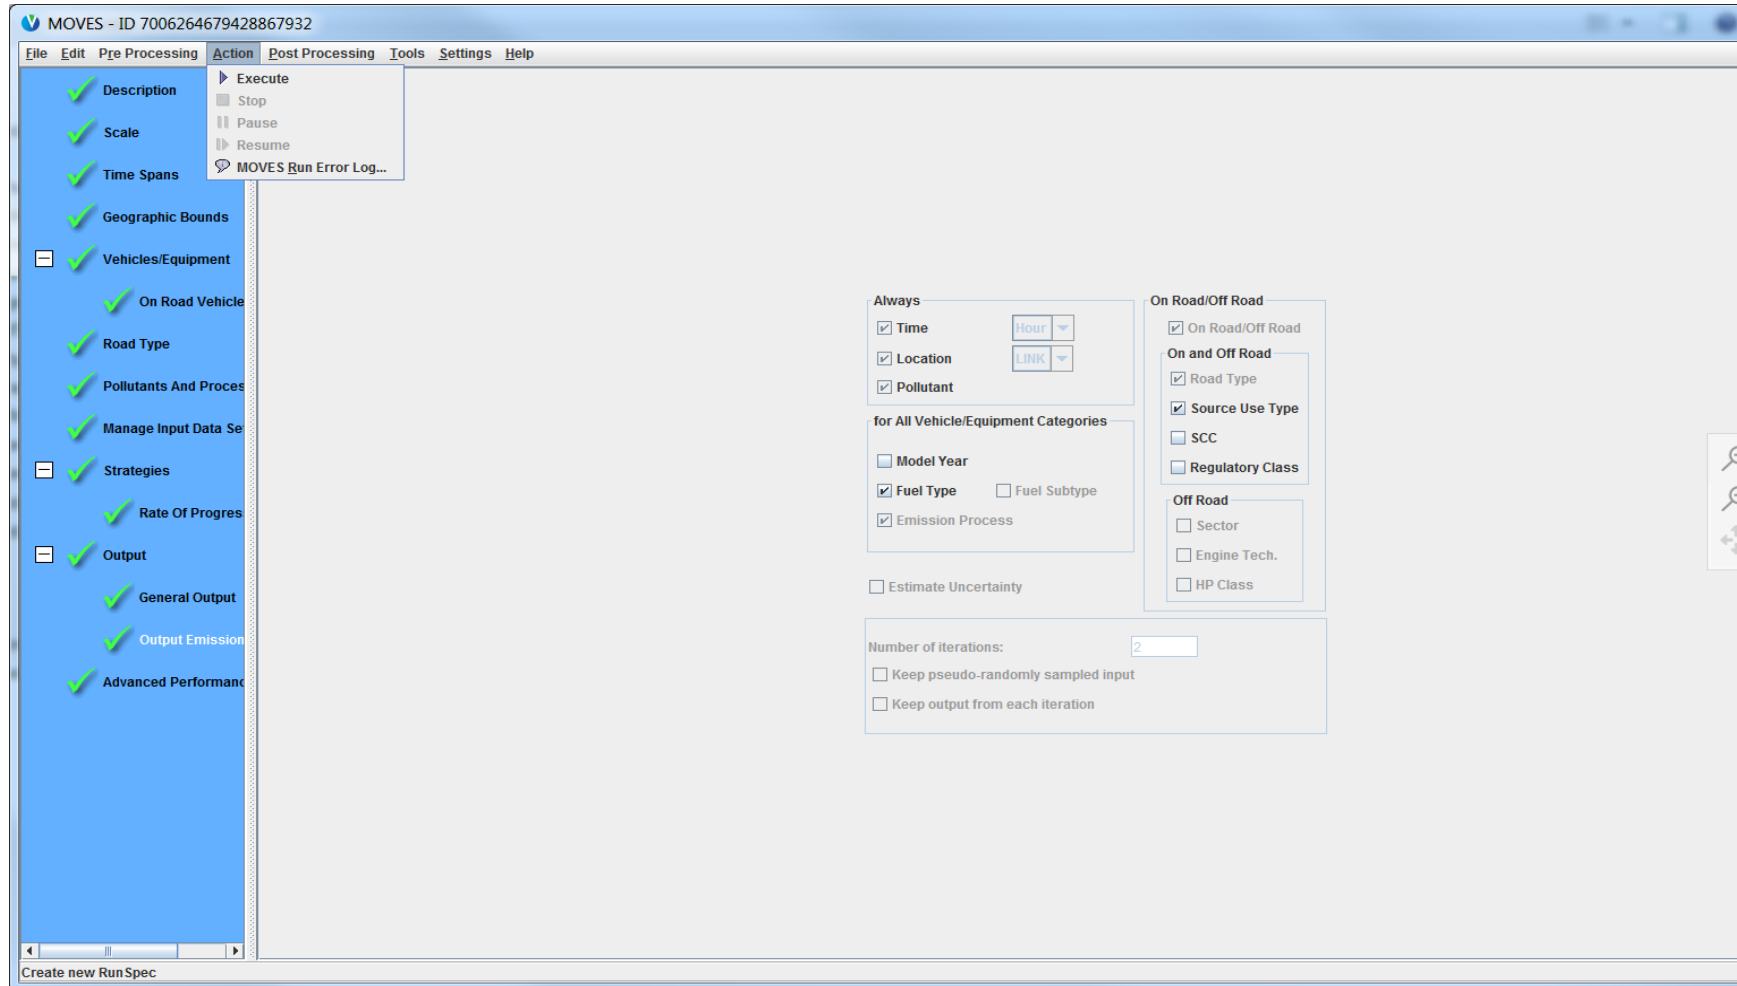 MOVES - ID 7006264679428867932
File Edit Pre Processing Action Post Processing Tools Settings Help
Execute
Stop
Pause
Resume
MOVES Run Error Log...
Description
Scale
Time Spans
Geographic Bounds
Vehicles/Equipment
On Road Vehicle
Road Type
Pollutants And Proces
Manage Input Data Se
Strategies
Rate Of Progres
Output
General Output
Output Emission
Advanced Performanc
Always
Time Hour
Location LINK
Pollutant
for All Vehicle/Equipment Categories
Model Year
Fuel Type Fuel Subtype
Emission Process
Estimate Uncertainty
On Road/Off Road
On Road/Off Road
On and Off Road
Road Type
Source Use Type
SCC
Regulatory Class
Off Road
Sector
Engine Tech.
HP Class
Number of iterations: 2
Keep pseudo-randomly sampled input
Keep output from each iteration
Create new RunSpec